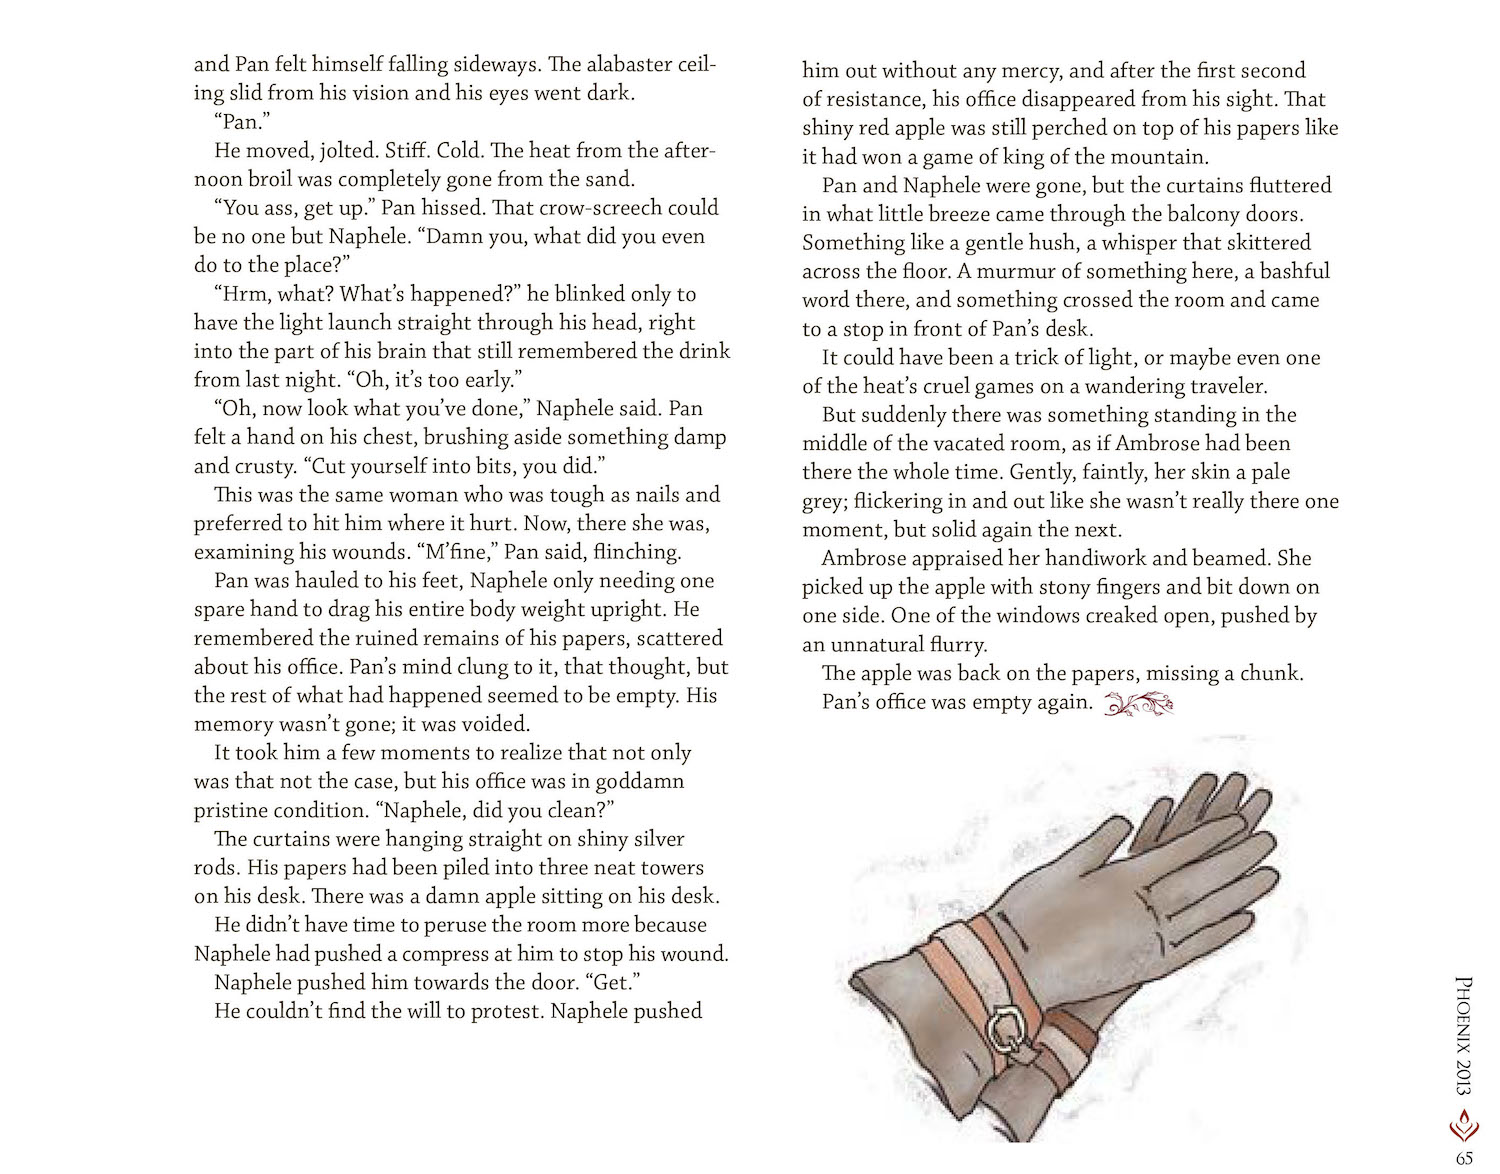 and Pan felt himself falling sideways. The alabaster ceil-
ing slid from his vision and his eyes went dark.
“Pan.”
He moved, jolted. Stiff. Cold. The heat from the after-
noon broil was completely gone from the sand.
“You ass, get up.” Pan hissed. That crow-screech could
be no one but Naphele. “Damn you, what did you even
do to the place?”
“Hrm, what? What’s happened?” he blinked only to
have the light launch straight through his head, right
into the part of his brain that still remembered the drink
from last night. “Oh, it’s too early.”
“Oh, now look what you’ve done,” Naphele said. Pan
felt a hand on his chest, brushing aside something damp
and crusty. “Cut yourself into bits, you did.”
This was the same woman who was tough as nails and
preferred to hit him where it hurt. Now, there she was,
examining his wounds. “M’fine,” Pan said, flinching.
Pan was hauled to his feet, Naphele only needing one
spare hand to drag his entire body weight upright. He
remembered the ruined remains of his papers, scattered
about his office. Pan’s mind clung to it, that thought, but
the rest of what had happened seemed to be empty. His
memory wasn’t gone; it was voided.
It took him a few moments to realize that not only
was that not the case, but his office was in goddamn
pristine condition. “Naphele, did you clean?”
The curtains were hanging straight on shiny silver
rods. His papers had been piled into three neat towers
on his desk. There was a damn apple sitting on his desk.
He didn’t have time to peruse the room more because
Naphele had pushed a compress at him to stop his wound.
Naphele pushed him towards the door. “Get.”
He couldn’t find the will to protest. Naphele pushed
him out without any mercy, and after the first second
of resistance, his office disappeared from his sight. That
shiny red apple was still perched on top of his papers like
it had won a game of king of the mountain.
Pan and Naphele were gone, but the curtains fluttered
in what little breeze came through the balcony doors.
Something like a gentle hush, a whisper that skittered
across the floor. A murmur of something here, a bashful
word there, and something crossed the room and came
to a stop in front of Pan’s desk.
It could have been a trick of light, or maybe even one
of the heat’s cruel games on a wandering traveler.
But suddenly there was something standing in the
middle of the vacated room, as if Ambrose had been
there the whole time. Gently, faintly, her skin a pale
grey; flickering in and out like she wasn’t really there one
moment, but solid again the next.
Ambrose appraised her handiwork and beamed. She
picked up the apple with stony fingers and bit down on
one side. One of the windows creaked open, pushed by
an unnatural flurry.
The apple was back on the papers, missing a chunk.
Pan’s office was empty again.
Phoenix 2013
65